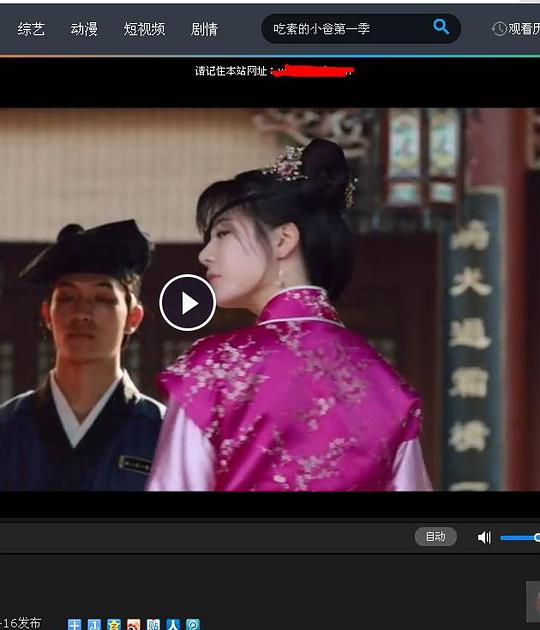 综艺 动漫 短视频 剧情 吃素的小爸第一季 观看历
请记住本站网址：
火
自动
-16发布